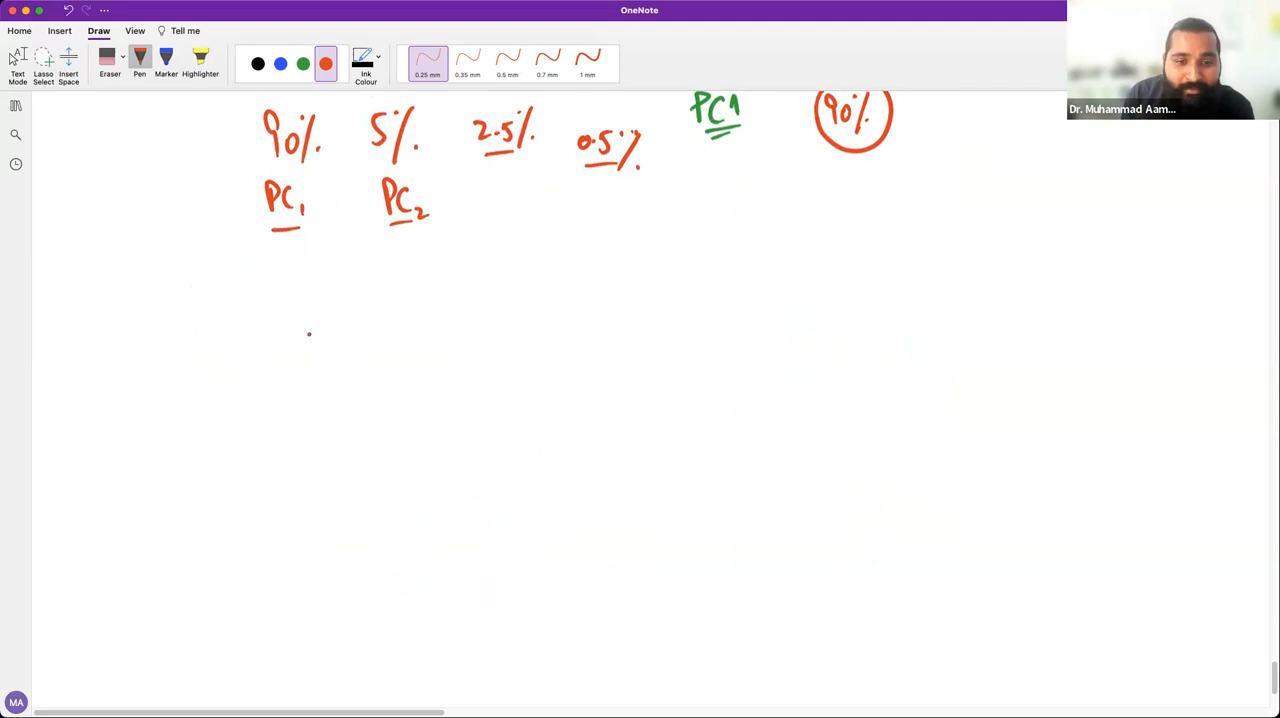 OneNote
Home Insert Draw View Tell me
Text Mode
Lasso Select
Insert Space
Eraser
Pen
Marker
Highlighter
Ink Colour
0.25 mm
0.35 mm
0.5 mm
0.7 mm
1 mm
Dr. Muhammad Aam...
90% 5% 2.5% 0.5% PC1 90%
PC1 PC2
MA